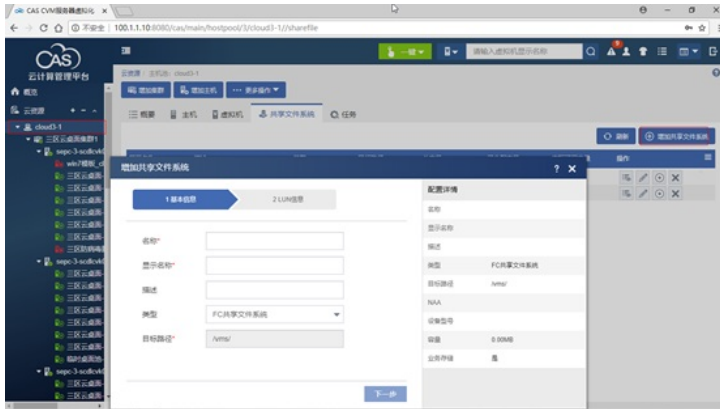 CAS CVM服务器虚拟化
不安全 | 100.1.1.10:8080/cas/main/hostpool/3/cloud3-1//sharefile
CAS
云计算管理平台
一键
请输入虚拟机显示名称
云资源 / 主机池: cloud3-1
概览
增加集群 增加主机 ··· 更多操作
云资源
概要 主机 虚拟机 共享文件系统 任务
cloud3-1
刷新 增加共享文件系统
三区云桌面集群1
操作
sepc-3-scdlcvk
win7模板_cl
增加共享文件系统
三区云桌面-
三区云桌面-
三区云桌面-
三区云桌面-
三区云桌面-
三区防病毒
sepc-3-scdlcvk
三区云桌面-
三区云桌面-
三区云桌面-
三区云桌面-
三区云桌面-
三区云桌面-
临时桌面池-
sepc-3-scdlcvk
三区云桌面-
三区云桌面-
1 基本信息
2 LUN信息
名称*
显示名称*
描述
类型 FC共享文件系统
目标路径* /vms/
下一步
配置详情
名称
显示名称
描述
类型 FC共享文件系统
目标路径 /vms/
NAA
设备型号
容量 0.00MB
业务存储 是